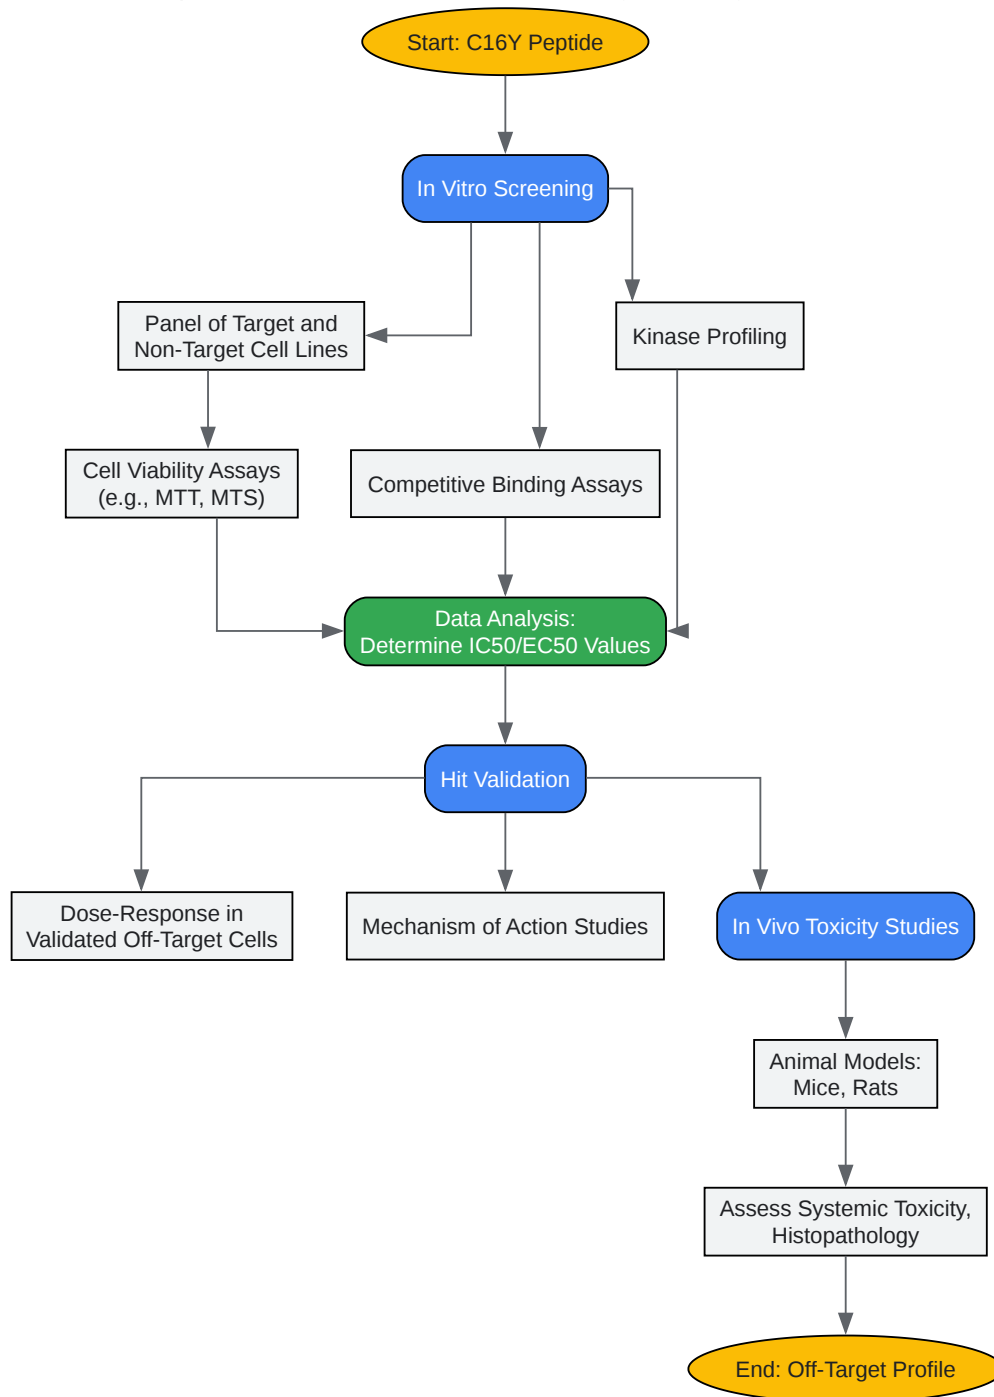 Start: C16Y Peptide
In Vitro Screening
Panel of Target and
Non-Target Cell Lines
Kinase Profiling
Cell Viability Assays
(e.g., MTT, MTS)
Competitive Binding Assays
Data Analysis:
Determine IC50/EC50 Values
Hit Validation
Dose-Response in
Validated Off-Target Cells
Mechanism of Action Studies
In Vivo Toxicity Studies
Animal Models:
Mice, Rats
Assess Systemic Toxicity,
Histopathology
End: Off-Target Profile